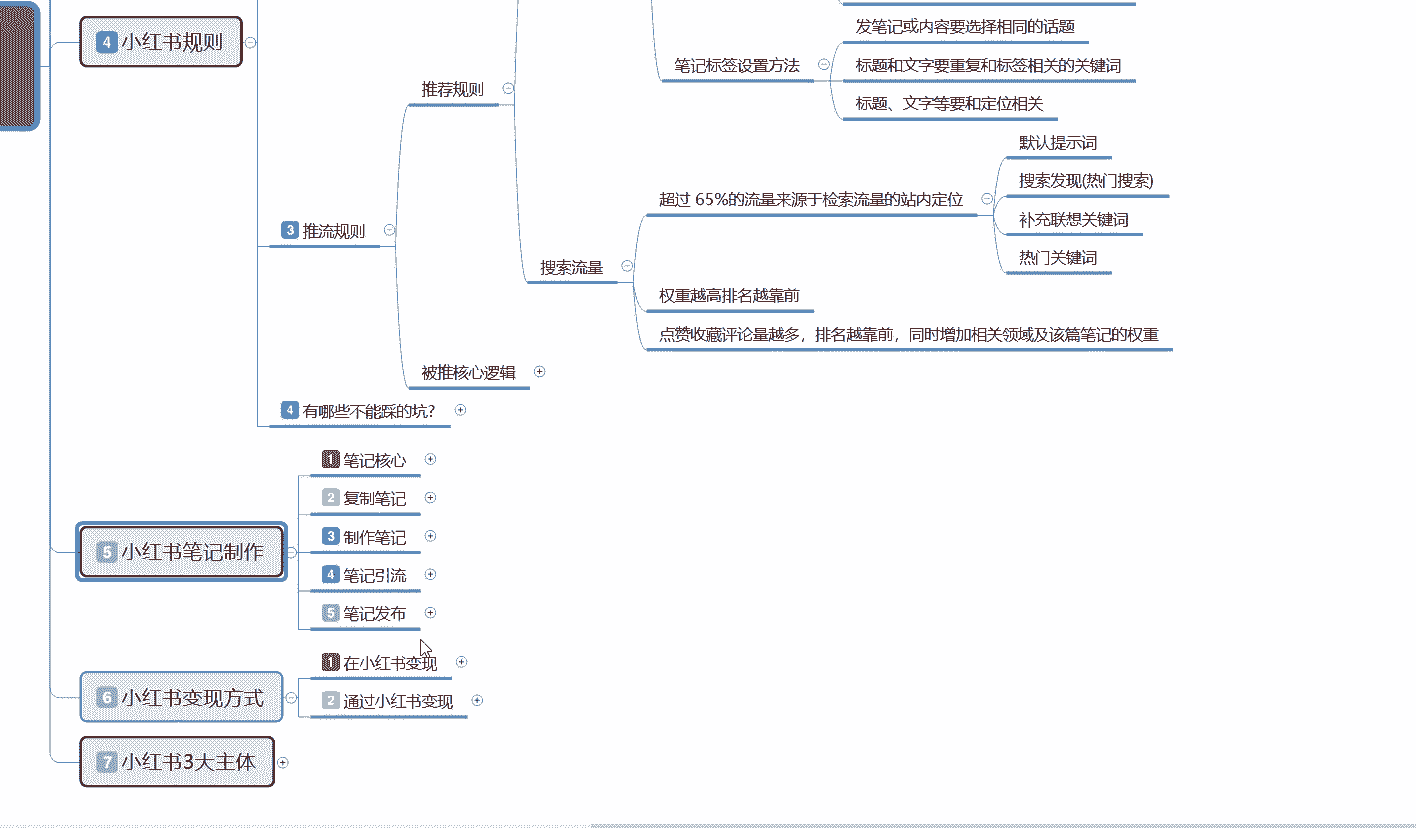 4 小红书规则
推荐规则
笔记标签设置方法
发笔记或内容要选择相同的话题
标题和文字要重复和标签相关的关键词
标题、文字等要和定位相关
3 推流规则
搜索流量
超过 65%的流量来源于检索流量的站内定位
默认提示词
搜索发现(热门搜索)
补充联想关键词
热门关键词
权重越高排名越靠前
点赞收藏评论量越多，排名越靠前，同时增加相关领域及该篇笔记的权重
被推核心逻辑
4 有哪些不能踩的坑？
5 小红书笔记制作
1 笔记核心
2 复制笔记
3 制作笔记
4 笔记引流
5 笔记发布
6 小红书变现方式
1 在小红书变现
2 通过小红书变现
7 小红书3大主体